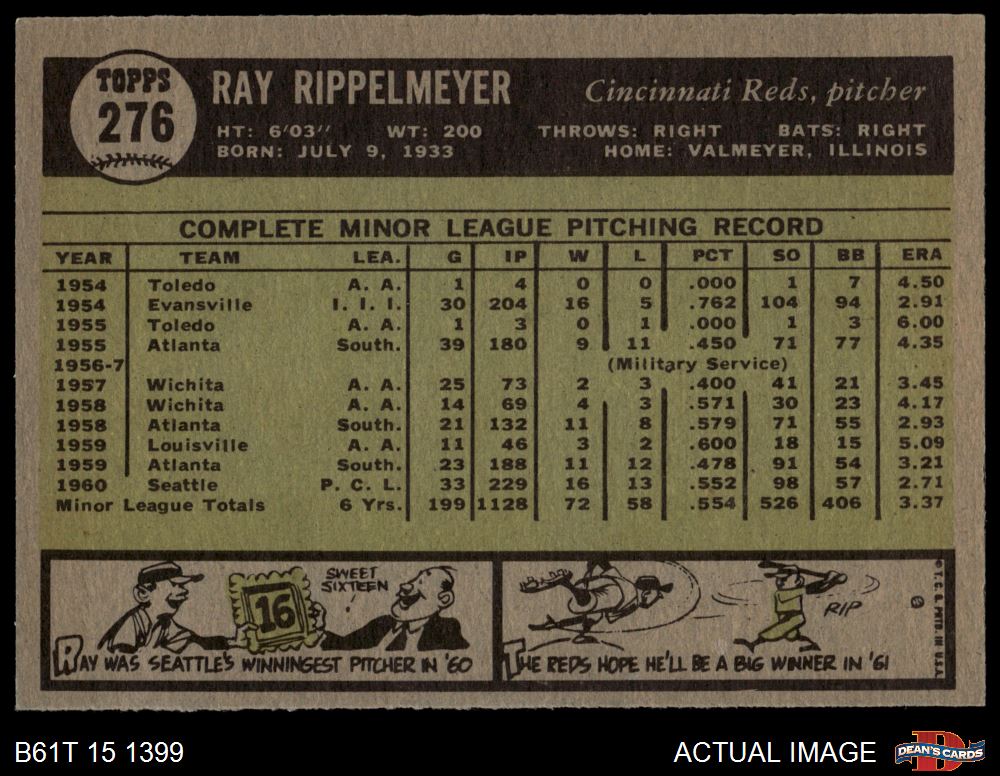 TOPPS
276
RAY RIPPELMEYER Cincinnati Reds, pitcher
HT: 6'03" WT: 200 THROWS: RIGHT BATS: RIGHT
BORN: JULY 9, 1933 HOME: VALMEYER, ILLINOIS
COMPLETE MINOR LEAGUE PITCHING RECORD
YEAR TEAM LEA. G IP W L PCT SO BB ERA
1954 Toledo A. A. 1 4 0 0 .000 1 7 4.50
1954 Evansville I. I. I. 30 204 16 5 .762 104 94 2.91
1955 Toledo A. A. 1 3 0 1 .000 1 3 6.00
1955 Atlanta South. 39 180 9 11 .450 71 77 4.35
1956-7 (Military Service)
1957 Wichita A. A. 25 73 2 3 .400 41 21 3.45
1958 Wichita A. A. 14 69 4 3 .571 30 23 4.17
1958 Atlanta South. 21 132 11 8 .579 71 55 2.93
1959 Louisville A. A. 11 46 3 2 .600 18 15 5.09
1959 Atlanta South. 23 188 11 12 .478 91 54 3.21
1960 Seattle P. C. L. 33 229 16 13 .552 98 57 2.71
Minor League Totals 6 Yrs. 199 1128 72 58 .554 526 406 3.37
SWEET
SIXTEEN
!
16
RAY WAS SEATTLE'S WINNINGEST PITCHER IN '60
RIP
THE REDS HOPE HE'LL BE A BIG WINNER IN '61
© T. C. G. PRTD. IN U.S.A.
B61T 15 1399 ACTUAL IMAGE DEAN'S CARDS